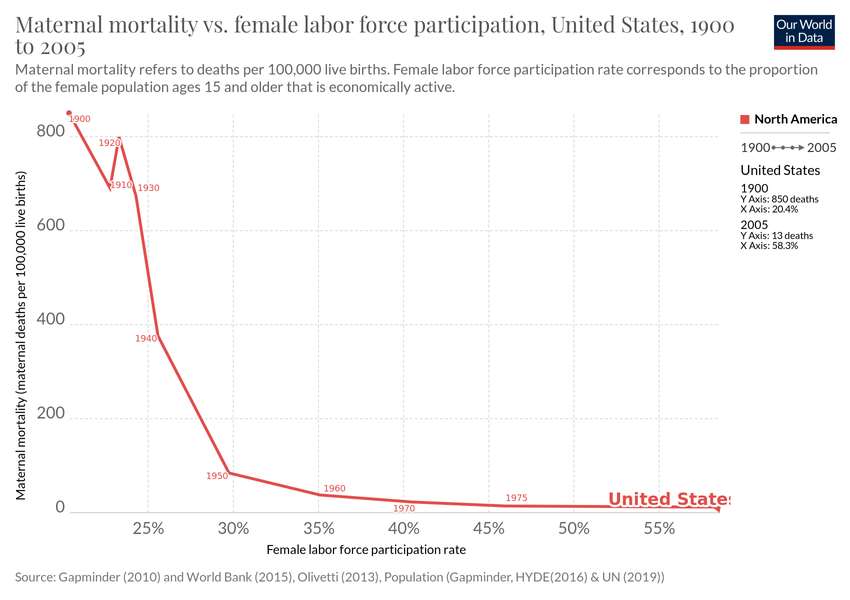 Maternal mortality vs. female labor force participation, United States, 1900
to 2005
Our World
in Data
Maternal mortality refers to deaths per 100,000 live births. Female labor force participation rate corresponds to the proportion
of the female population ages 15 and older that is economically active.
Maternal mortality (maternal deaths per 100,000 live births)
800
600
400
200
0
1900
1920
1910
1930
1940
1950
1960
1970
1975
United States
25%
30%
35%
40%
45%
50%
55%
Female labor force participation rate
North America
1900 2005
United States
1900
Y Axis: 850 deaths
X Axis: 20.4%
2005
Y Axis: 13 deaths
X Axis: 58.3%
Source: Gapminder (2010) and World Bank (2015), Olivetti (2013), Population (Gapminder, HYDE(2016) & UN (2019))